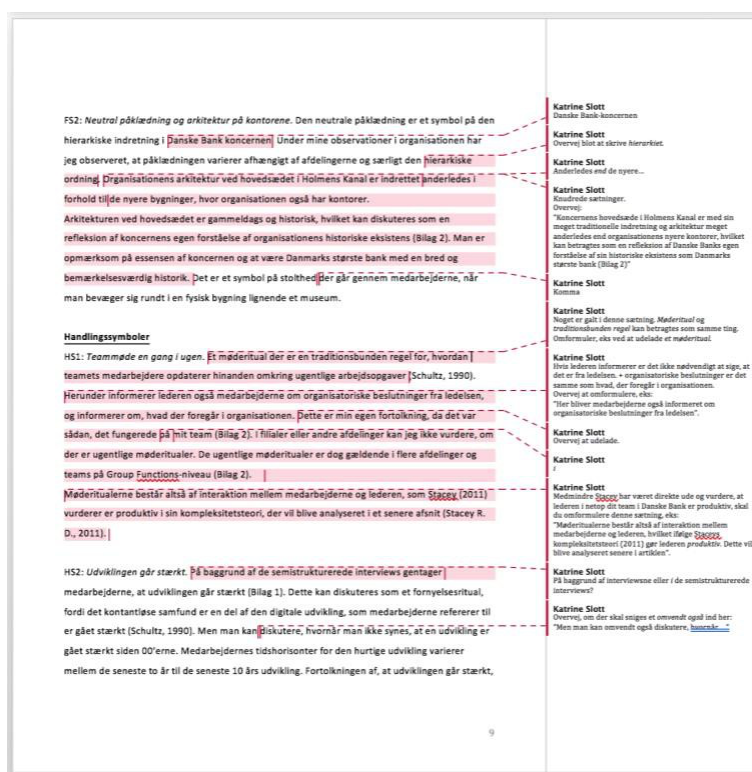 FS2: Neutral påklædning og arkitektur på kontorene. Den neutrale påklædning er et symbol på den
hierakiske indretning i Danske Bank koncernen. Under mine observationer i organisationen har
jeg observeret, at påklædningen varierer afhængigt af afdelingerne og særligt den hierakiske
ordning. Organisationens arkitektur ved hovedsædet i Holmens Kanal er indrettet anderledes i
forhold til de nyere bygninger, hvor organisationen også har kontorer.
Arkitekturen ved hovedsædet er gammeldags og historisk, hvilket kan diskuteres som en
refleksion af koncernens egen forståelse af organisationens historiske eksistens (Bilag 2). Man er
opmærksom på essensen af koncernen og at være Danmarks største bank med en bred og
bemærkelsesværdig historik. Det er et symbol på stolthed der går gennem medarbejderne, når
man bevæger sig rundt i en fysisk bygning lignende et museum.
Handlingssymboler
HS1: Teammøde en gang i ugen. Et møderitual der er en traditionsbunden regel for, hvordan
teamets medarbejdere opdaterer hinanden omkring ugentlige arbejdsopgaver (Schultz, 1990).
Herunder informerer lederen også medarbejderne om organisatoriske beslutninger fra ledelsen,
og informerer om, hvad der foregår i organisationen. Dette er min egen fortolkning, da det var
sådan, det fungerede på mit team (Bilag 2). I filialer eller andre afdelinger kan jeg ikke vurdere, om
der er ugentlige møderitualer. De ugentlige møderitualer er dog gældende i flere afdelinger og
teams på Group Functions-niveau (Bilag 2).
Møderitualerne består altså af interaktion mellem medarbejderne og lederen, som Stacey (2011)
vurderer er produktiv i sin kompleksitetsteori, der vil blive analyseret i et senere afsnit (Stacey R.
D., 2011).
HS2: Udviklingen går stærkt. På baggrund af de semistrukturerede interviews gentager
medarbejderne, at udviklingen går stærkt (Bilag 1). Dette kan diskuteres som et fornyelsesritual,
fordi det kontantløse samfund er en del af den digitale udvikling, som medarbejderne refererer til
er gået stærkt (Schultz, 1990). Men man kan diskutere, hvornår man ikke synes, at en udvikling er
gået stærkt siden 00'erne. Medarbejdernes tidshorisonter for den hurtige udvikling varierer
mellem de seneste to år til de seneste 10 års udvikling. Fortolkningen af, at udviklingen går stærkt,
9
Katrine Slott
Danske Bank-koncernen
Katrine Slott
Overvej blot at skrive hierarkiet.
Katrine Slott
Anderledes end de nyere...
Katrine Slott
Knudrede sætninger.
Overvej:
"Koncernens hovedsæde i Holmens Kanal er med sin
meget traditionelle indretning og arkitektur meget
anderledes end organisationens nyere kontorer, hvilket
kan betragtes som en refleksion af Danske Banks egen
forståelse af sin historiske eksistens som Danmarks
største bank (Bilag 2)"
Katrine Slott
Komma
Katrine Slott
Noget er galt i denne sætning. Møderitual og
traditionsbunden regel kan betragtes som samme ting.
Omformuler, eks ved at udelade et møderitual.
Katrine Slott
Hvis lederen informerer er det ikke nødvendigt at sige, at
det er fra ledelsen. + organisatoriske beslutninger er det
samme som hvad, der foregår i organisationen.
Overvej at omformulere, eks:
"Her bliver medarbejderne også informeret om
organisatoriske beslutninger fra ledelsen".
Katrine Slott
Overvej at udelade.
Katrine Slott
i
Katrine Slott
Medmindre Stacey har været direkte ude og vurdere, at
lederen i netop dit team i Danske Bank er produktiv, skal
du omformulere denne sætning, eks:
"Møderitualerne består altså af interaktion mellem
medarbejderne og lederen, hvilket ifølge Staceys
kompleksitetsteori (2011) gør lederen produktiv. Dette vil
blive analyseret senere i artiklen".
Katrine Slott
På baggrund af interviewsne eller i de semistrukturerede
interviews?
Katrine Slott
Overvej, om der skal sniges et omvendt også ind her:
"Men man kan omvendt også diskutere, hvornår...."